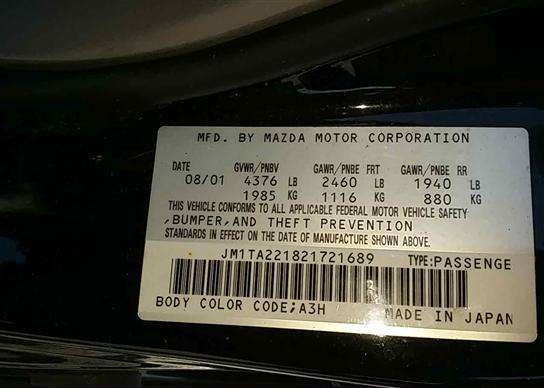 MFD. BY MAZDA MOTOR CORPORATION
DATE GVWR/PNBV GAWR/PNBE FRT GAWR/PNBE RR
08/01 4376 LB 2460 LB 1940 LB
1985 KG 1116 KG 880 KG
THIS VEHICLE CONFORMS TO ALL APPLICABLE FEDERAL MOTOR VEHICLE SAFETY
,BUMPER,AND THEFT PREVENTION
STANDARDS IN EFFECT ON THE DATE OF MANUFACTURE SHOWN ABOVE.
JM1TA221821721689 TYPE:PASSENGE
BODY COLOR CODE;A3H MADE IN JAPAN